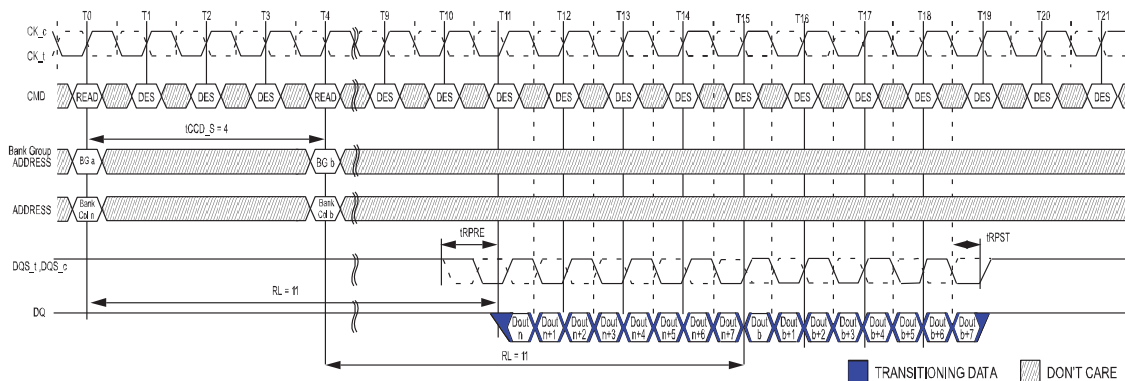 T0 T1 T2 T3 T4 T9 T10 T11 T12 T13 T14 T15 T16 T17 T18 T19 T20 T21
CK_c
CK_t
CMD READ DES DES DES READ DES DES DES DES DES DES DES DES DES DES DES DES DES
tCCD_S = 4
Bank Group
ADDRESS BG a BG b
ADDRESS Bank Col n Bank Col b
tRPRE tRPST
DQS_t ,DQS_c
RL = 11
DQ Dout n Dout n+1 Dout n+2 Dout n+3 Dout n+4 Dout n+5 Dout n+6 Dout n+7 Dout b Dout b+1 Dout b+2 Dout b+3 Dout b+4 Dout b+5 Dout b+6 Dout b+7
RL = 11
TRANSITIONING DATA DON'T CARE